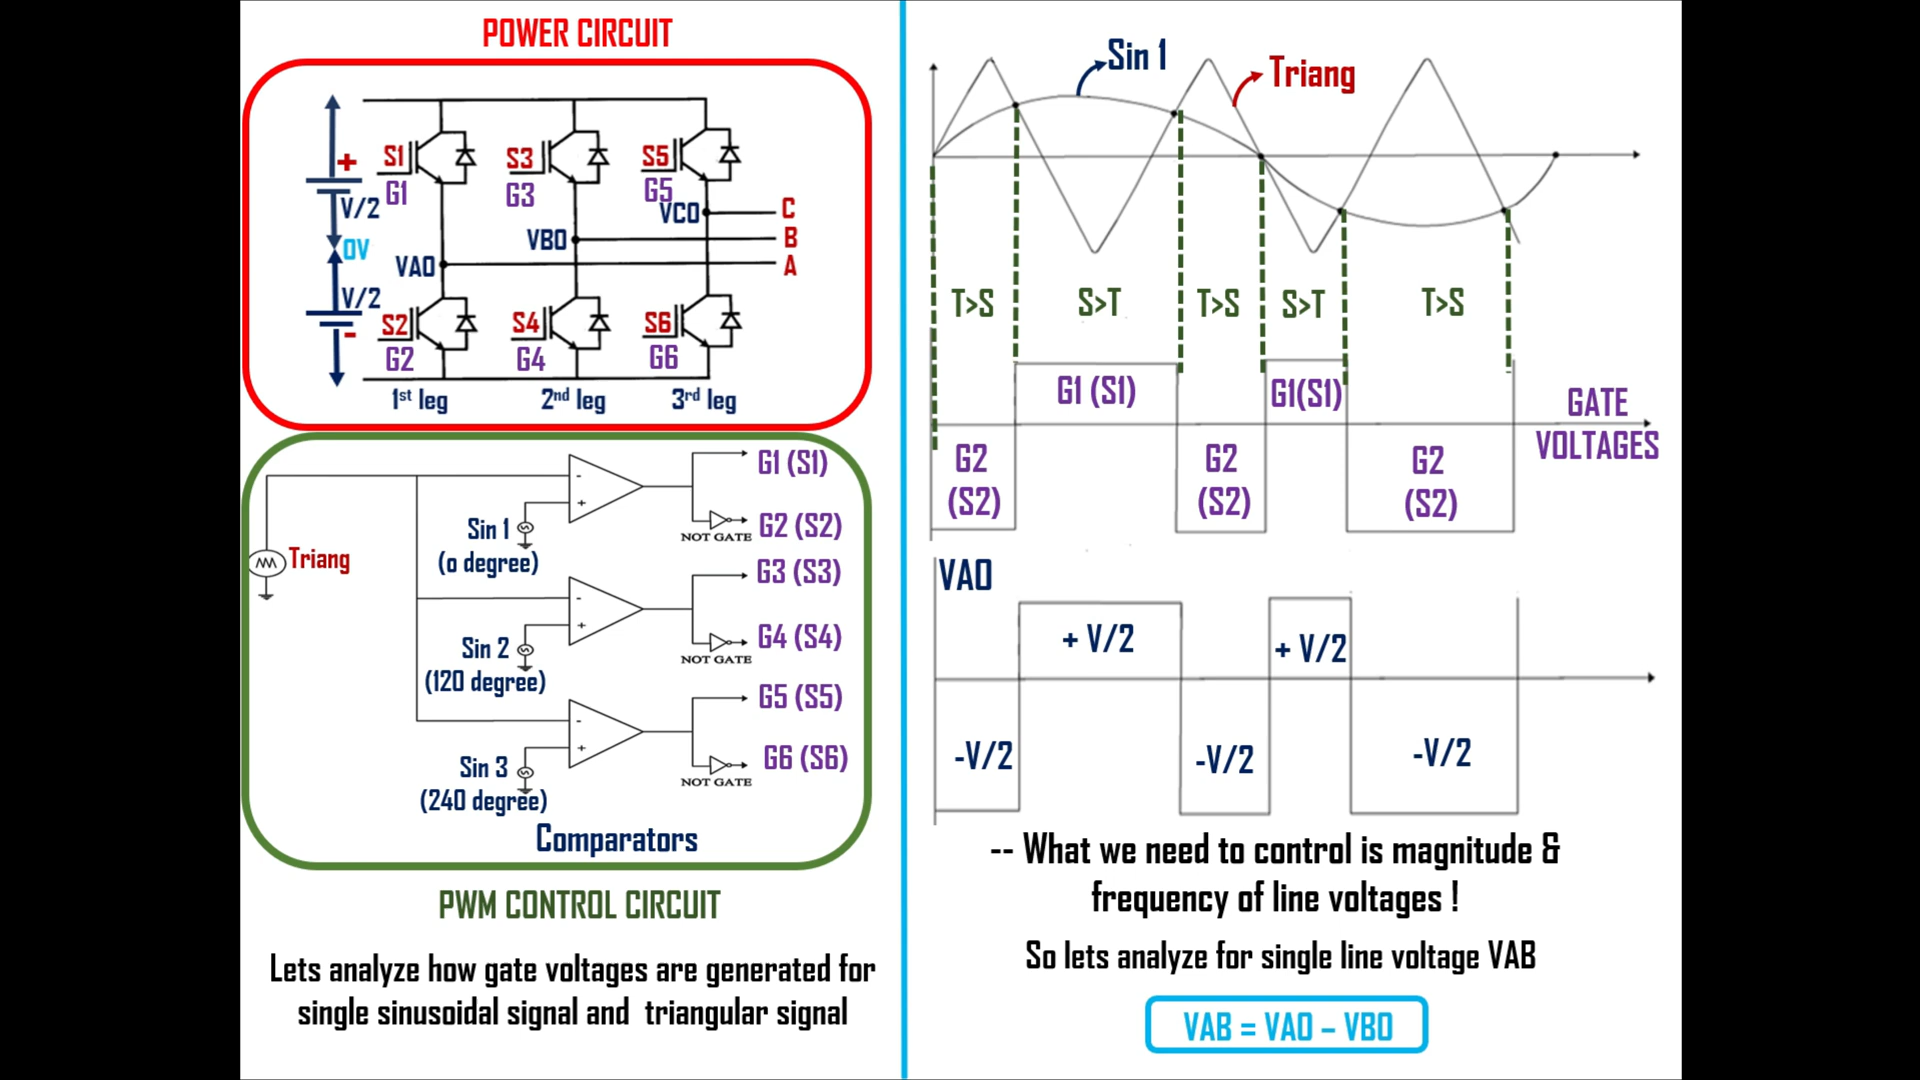 POWER CIRCUIT
+
S1
G1
S3
G3
S5
G5
V/2
VCO
C
0V
VBO
B
VAO
A
V/2
-
S2
G2
S4
G4
S6
G6
1st leg
2nd leg
3rd leg
-
+
G1 (S1)
Sin 1
(o degree)
G2 (S2)
NOT GATE
Triang
-
+
G3 (S3)
Sin 2
(120 degree)
G4 (S4)
NOT GATE
-
+
G5 (S5)
Sin 3
(240 degree)
G6 (S6)
NOT GATE
Comparators
PWM CONTROL CIRCUIT
Lets analyze how gate voltages are generated for
single sinusoidal signal and triangular signal
Sin 1
Triang
T>S
S>T
T>S
S>T
T>S
G1 (S1)
G1(S1)
GATE
VOLTAGES
G2
(S2)
G2
(S2)
G2
(S2)
VAO
+ V/2
+ V/2
-V/2
-V/2
-V/2
-- What we need to control is magnitude &
frequency of line voltages !
So lets analyze for single line voltage VAB
VAB = VAO – VBO